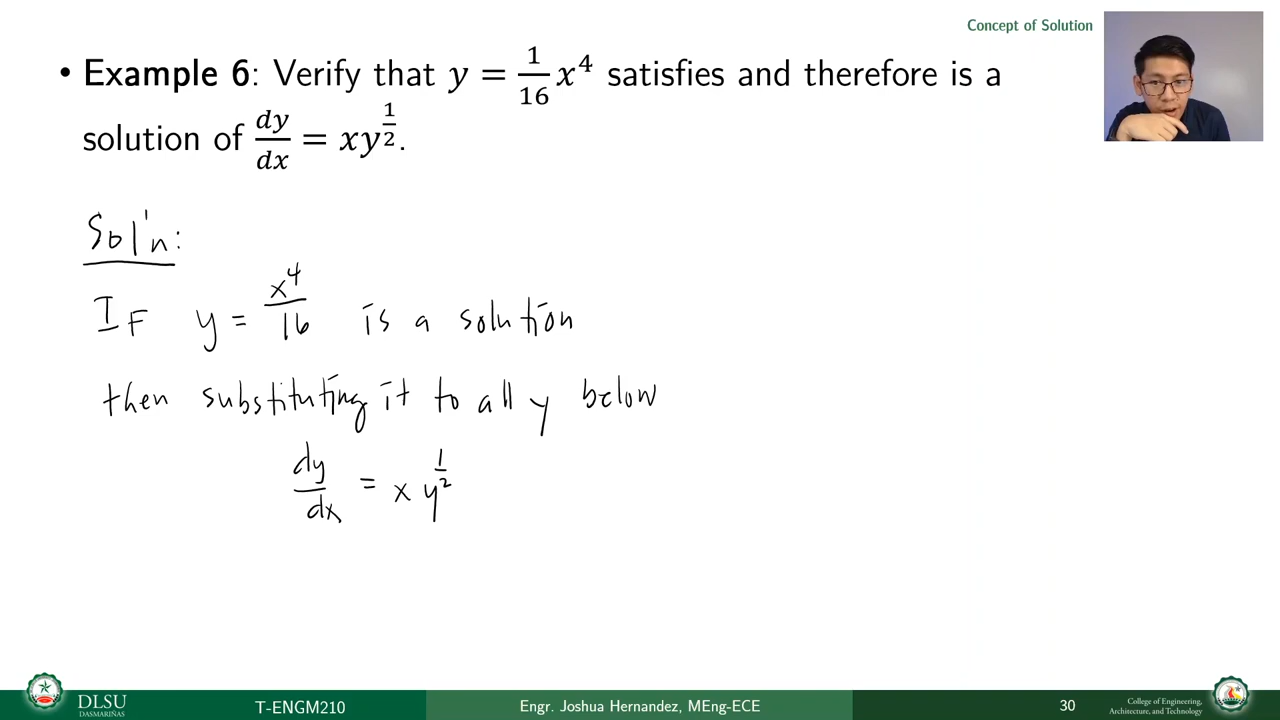 Concept of Solution
• Example 6: Verify that y = 1/16 x⁴ satisfies and therefore is a
solution of dy/dx = xy^(1/2).
Sol'n:
IF y = x⁴/16 is a solution
then substituting it to all y below
dy/dx = x y^(1/2)
DLSU
DASMARIÑAS
T-ENGM210
Engr. Joshua Hernandez, MEng-ECE
30
College of Engineering,
Architecture, and Technology